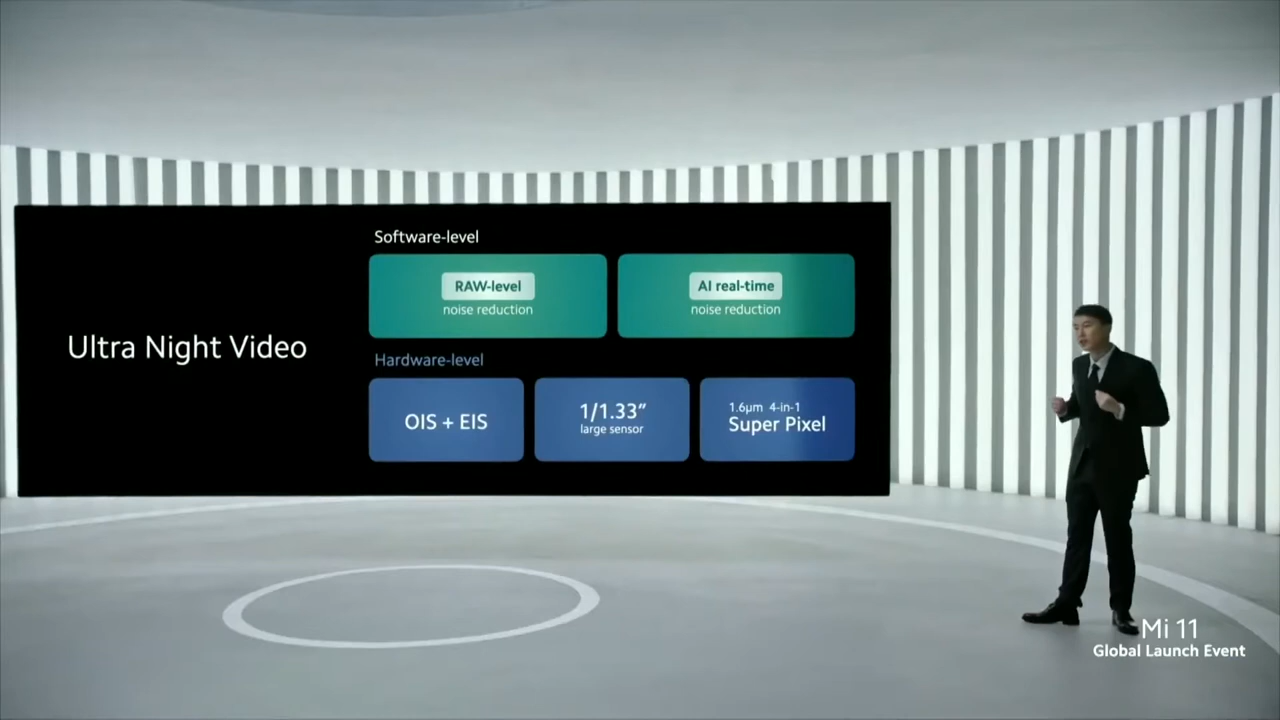 Ultra Night Video
Software-level
RAW-level
noise reduction
AI real-time
noise reduction
Hardware-level
OIS + EIS
1/1.33”
large sensor
1.6μm 4-in-1
Super Pixel
Mi 11
Global Launch Event